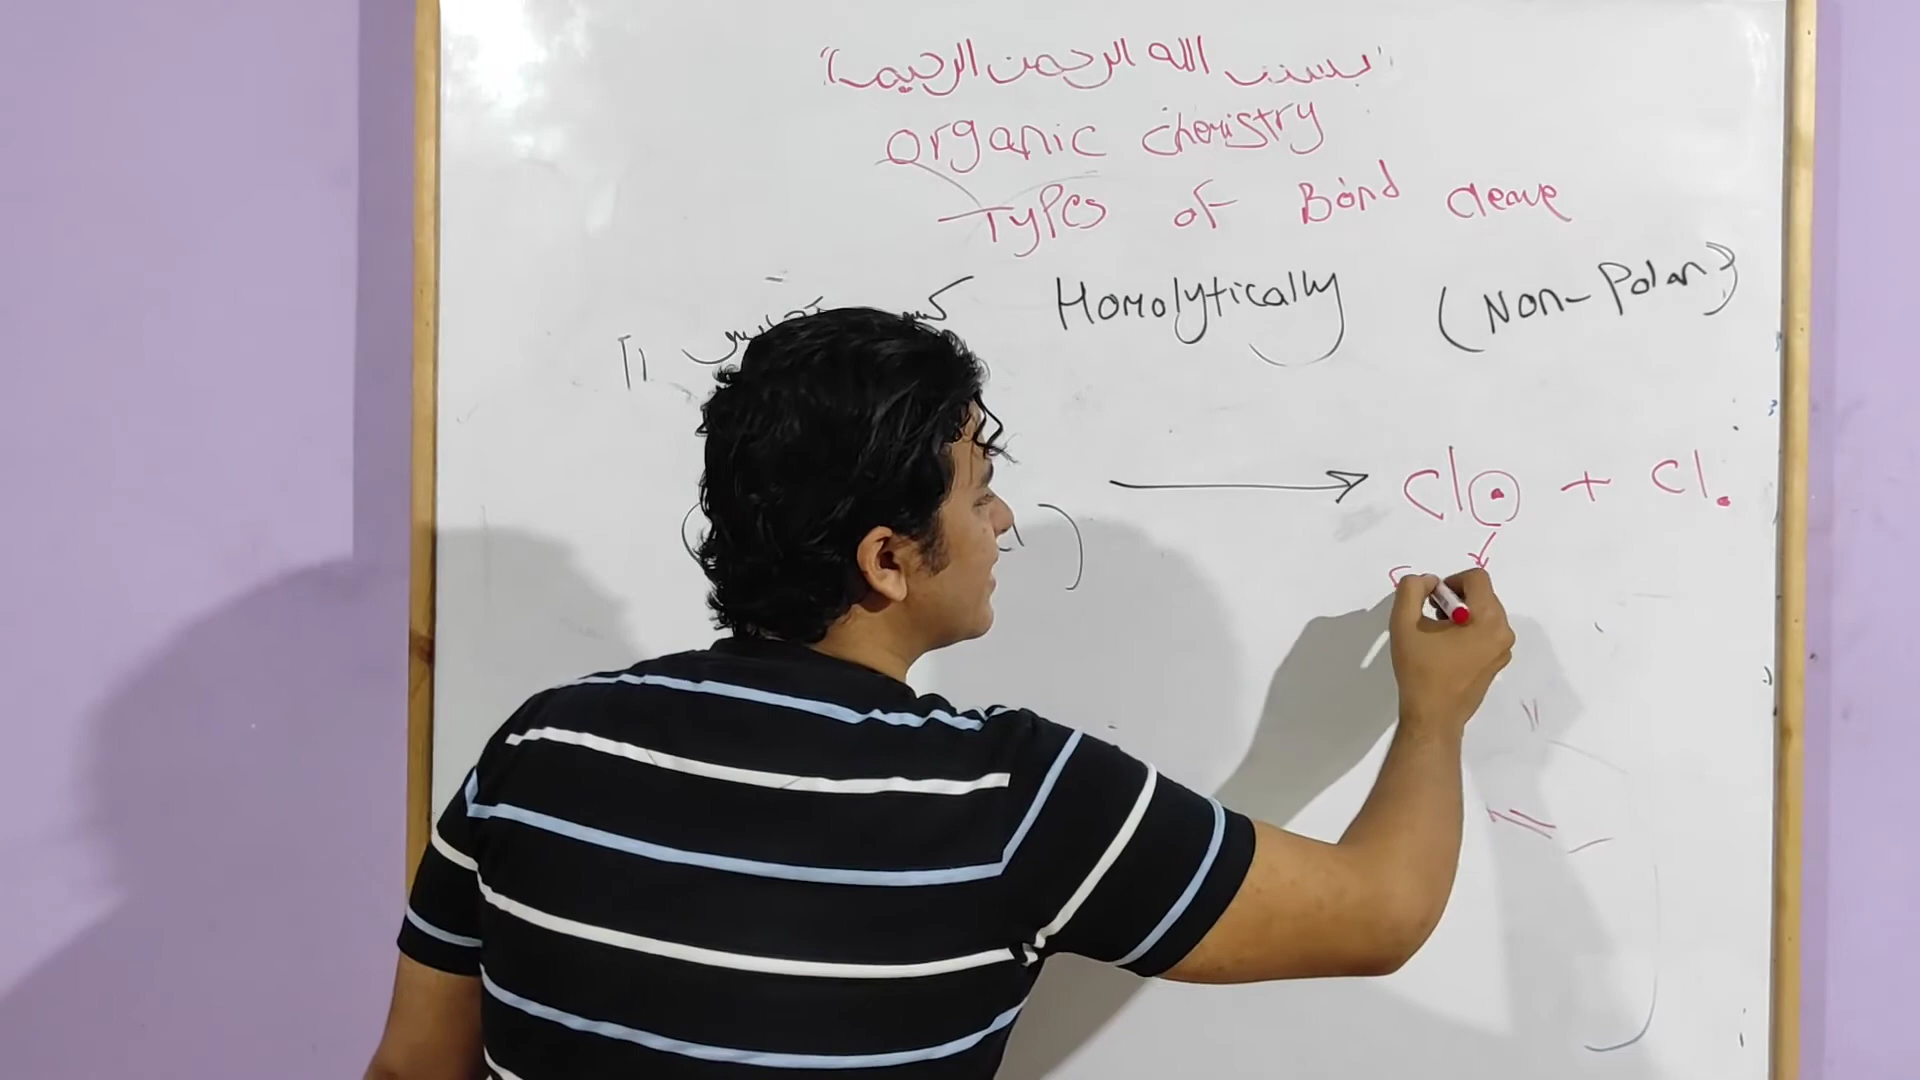 بسم الله الرحمن الرحيم
organic chemistry
Types of Bond cleave
Homolytically (Non-Polar)
Cl• + Cl•